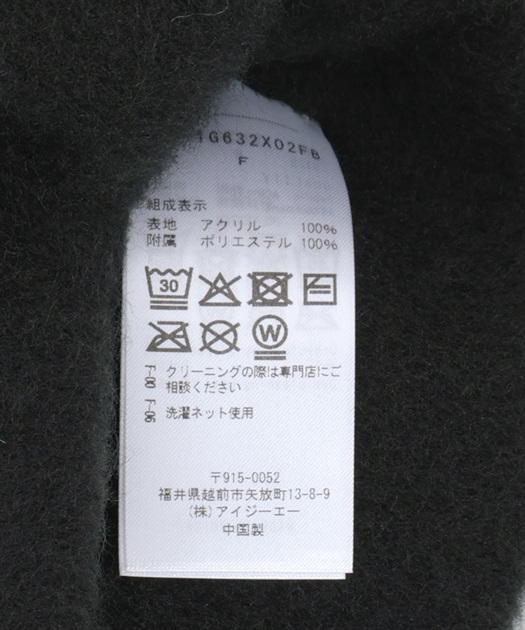 1G632X02FB
F
組成表示
表地 アクリル 100%
附属 ポリエステル 100%
30
W
F-00 クリーニングの際は専門店にご
相談ください
F-06 洗濯ネット使用
〒915-0052
福井県越前市矢放町13-8-9
(株)アイジーエー
中国製